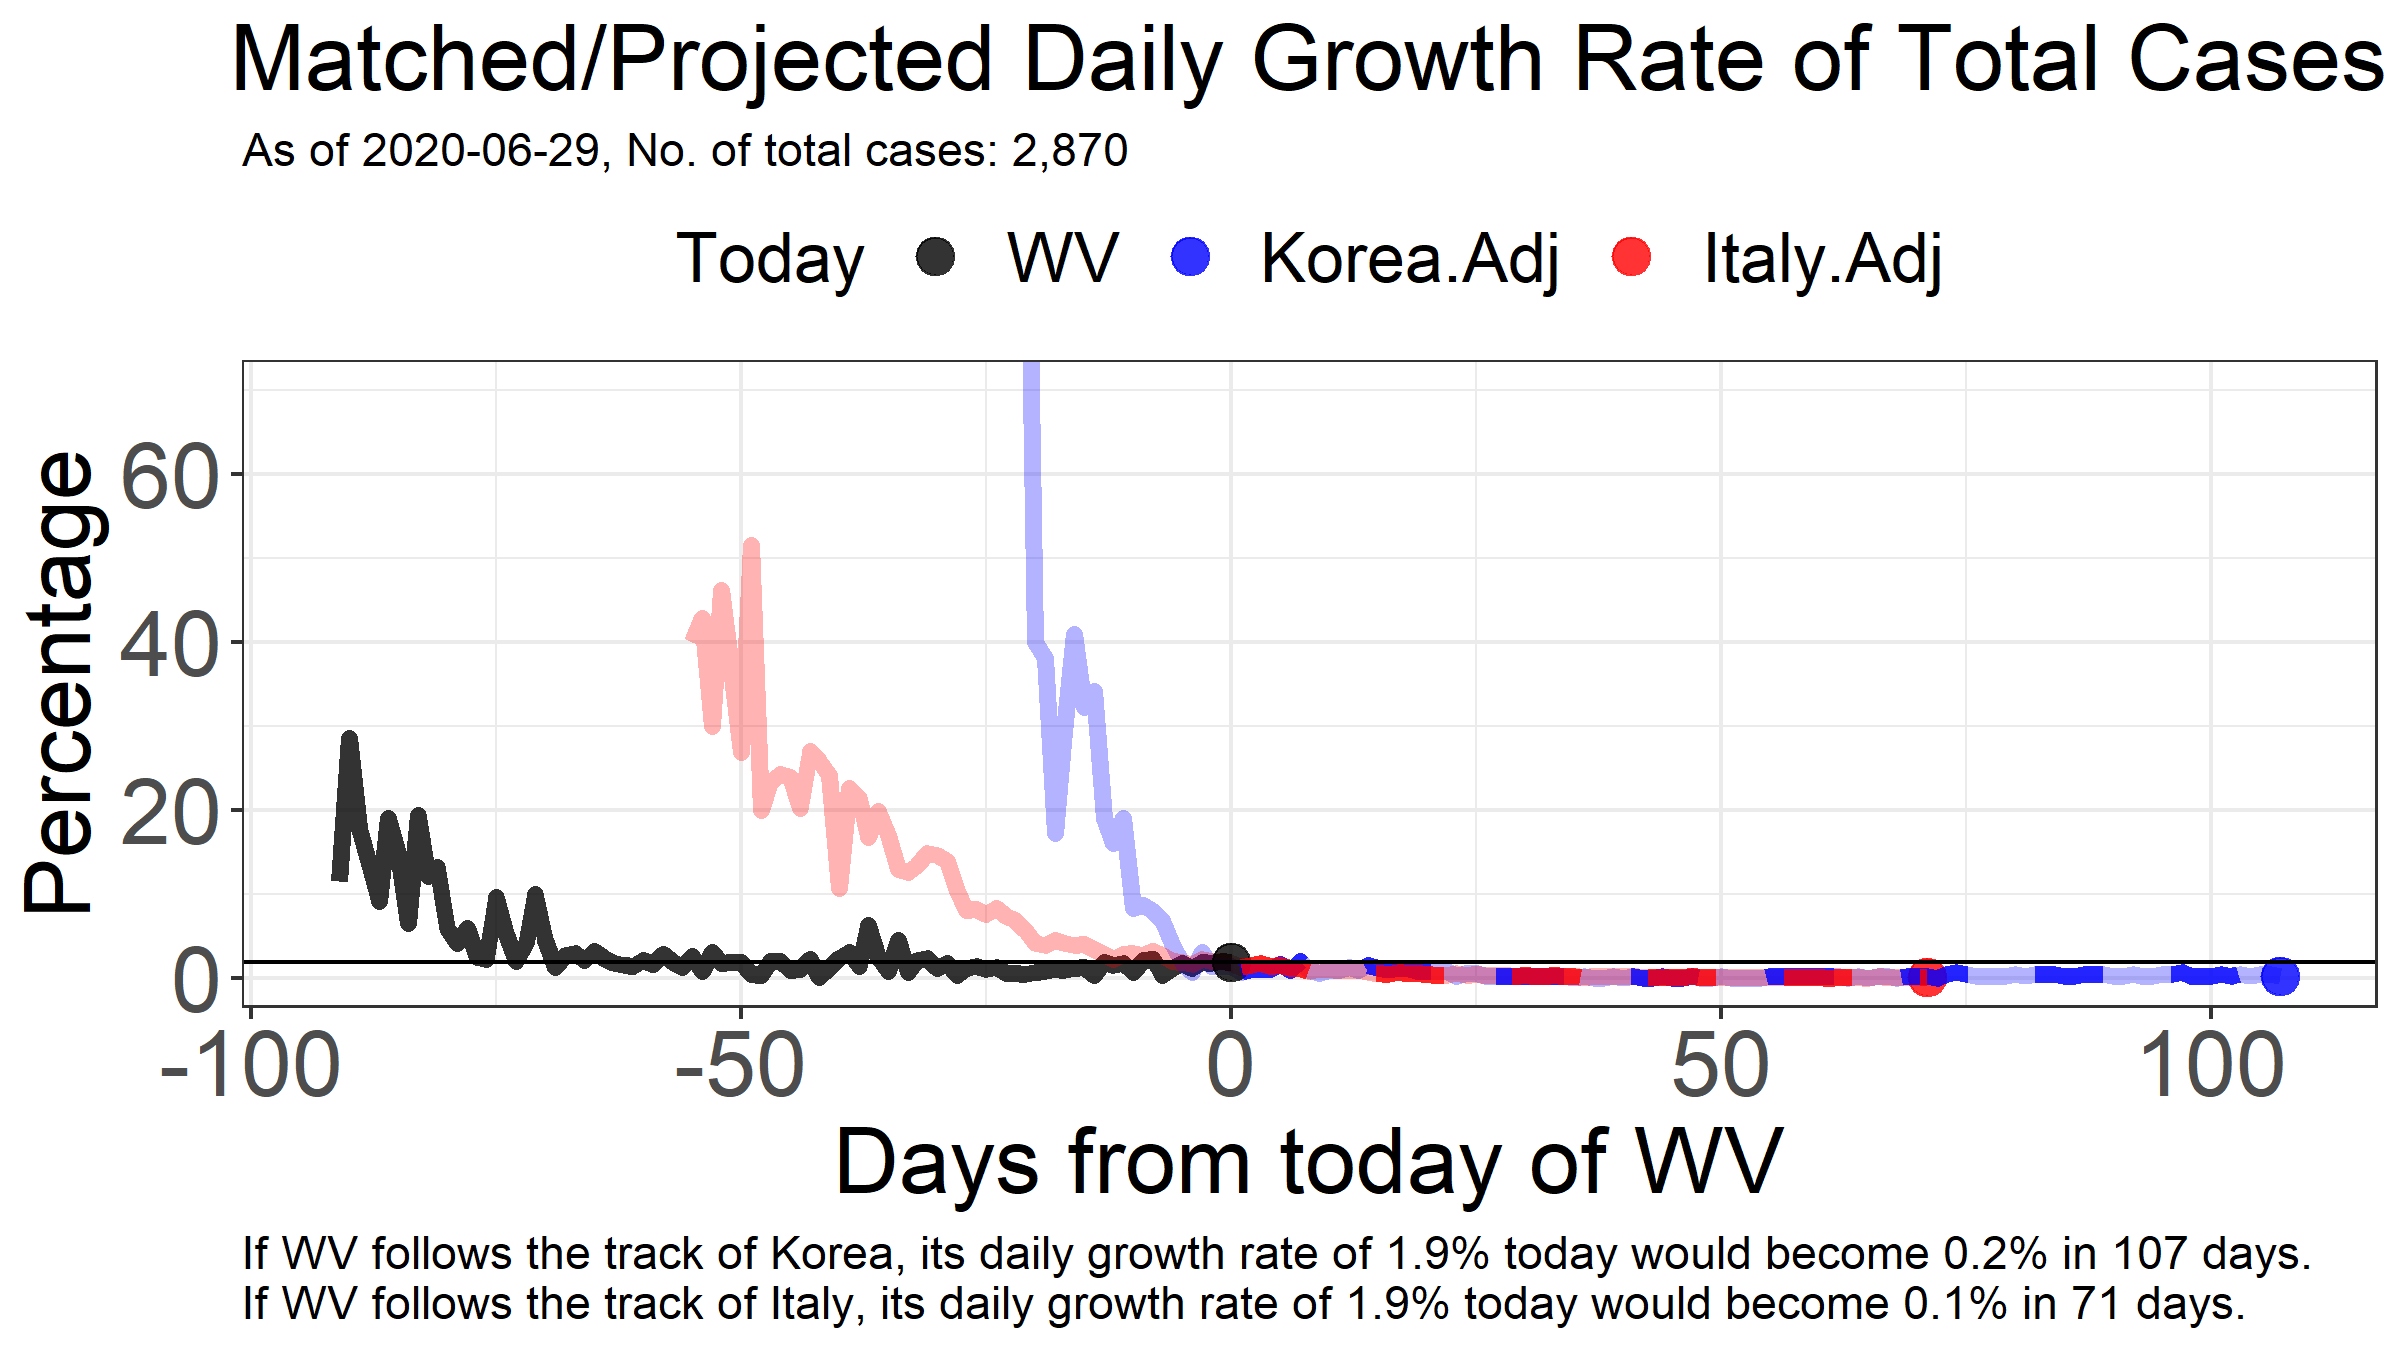 Matched/Projected Daily Growth Rate of Total Cases
As of 2020-06-29, No. of total cases: 2,870
Today WV Korea.Adj Italy.Adj
Percentage
60
40
20
0
-100 -50 0 50 100
Days from today of WV
If WV follows the track of Korea, its daily growth rate of 1.9% today would become 0.2% in 107 days.
If WV follows the track of Italy, its daily growth rate of 1.9% today would become 0.1% in 71 days.